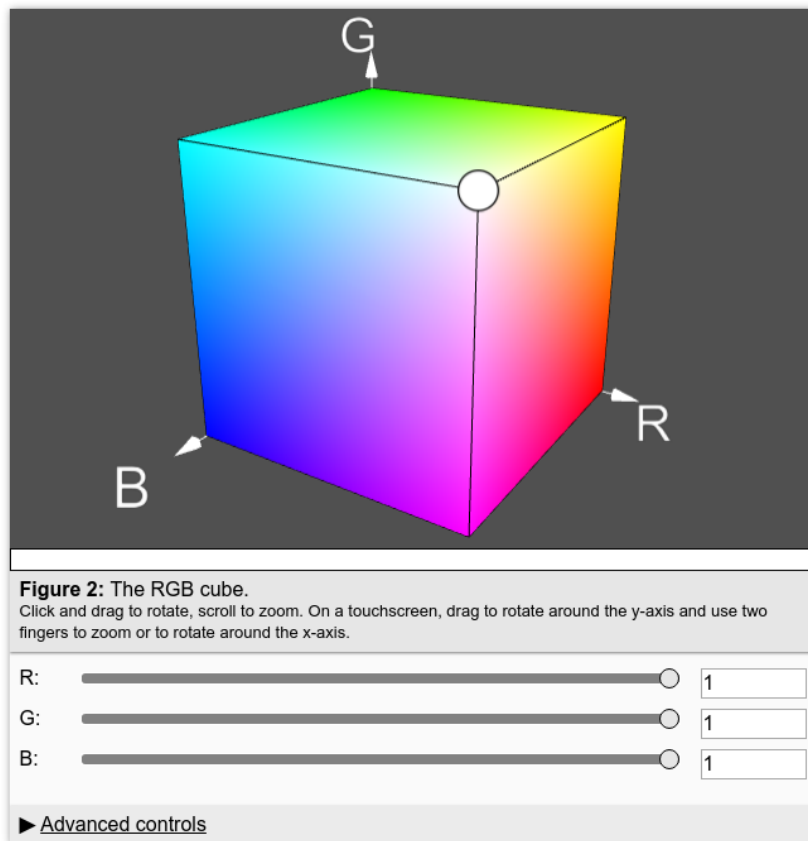 G
R
B
Figure 2: The RGB cube.
Click and drag to rotate, scroll to zoom. On a touchscreen, drag to rotate around the y-axis and use two
fingers to zoom or to rotate around the x-axis.
R: 1
G: 1
B: 1
▶ Advanced controls